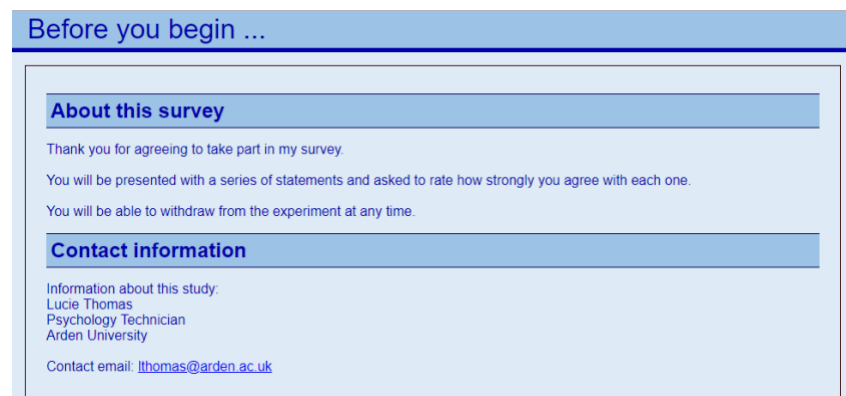 Before you begin ...
About this survey
Thank you for agreeing to take part in my survey.
You will be presented with a series of statements and asked to rate how strongly you agree with each one.
You will be able to withdraw from the experiment at any time.
Contact information
Information about this study:
Lucie Thomas
Psychology Technician
Arden University
Contact email: lthomas@arden.ac.uk